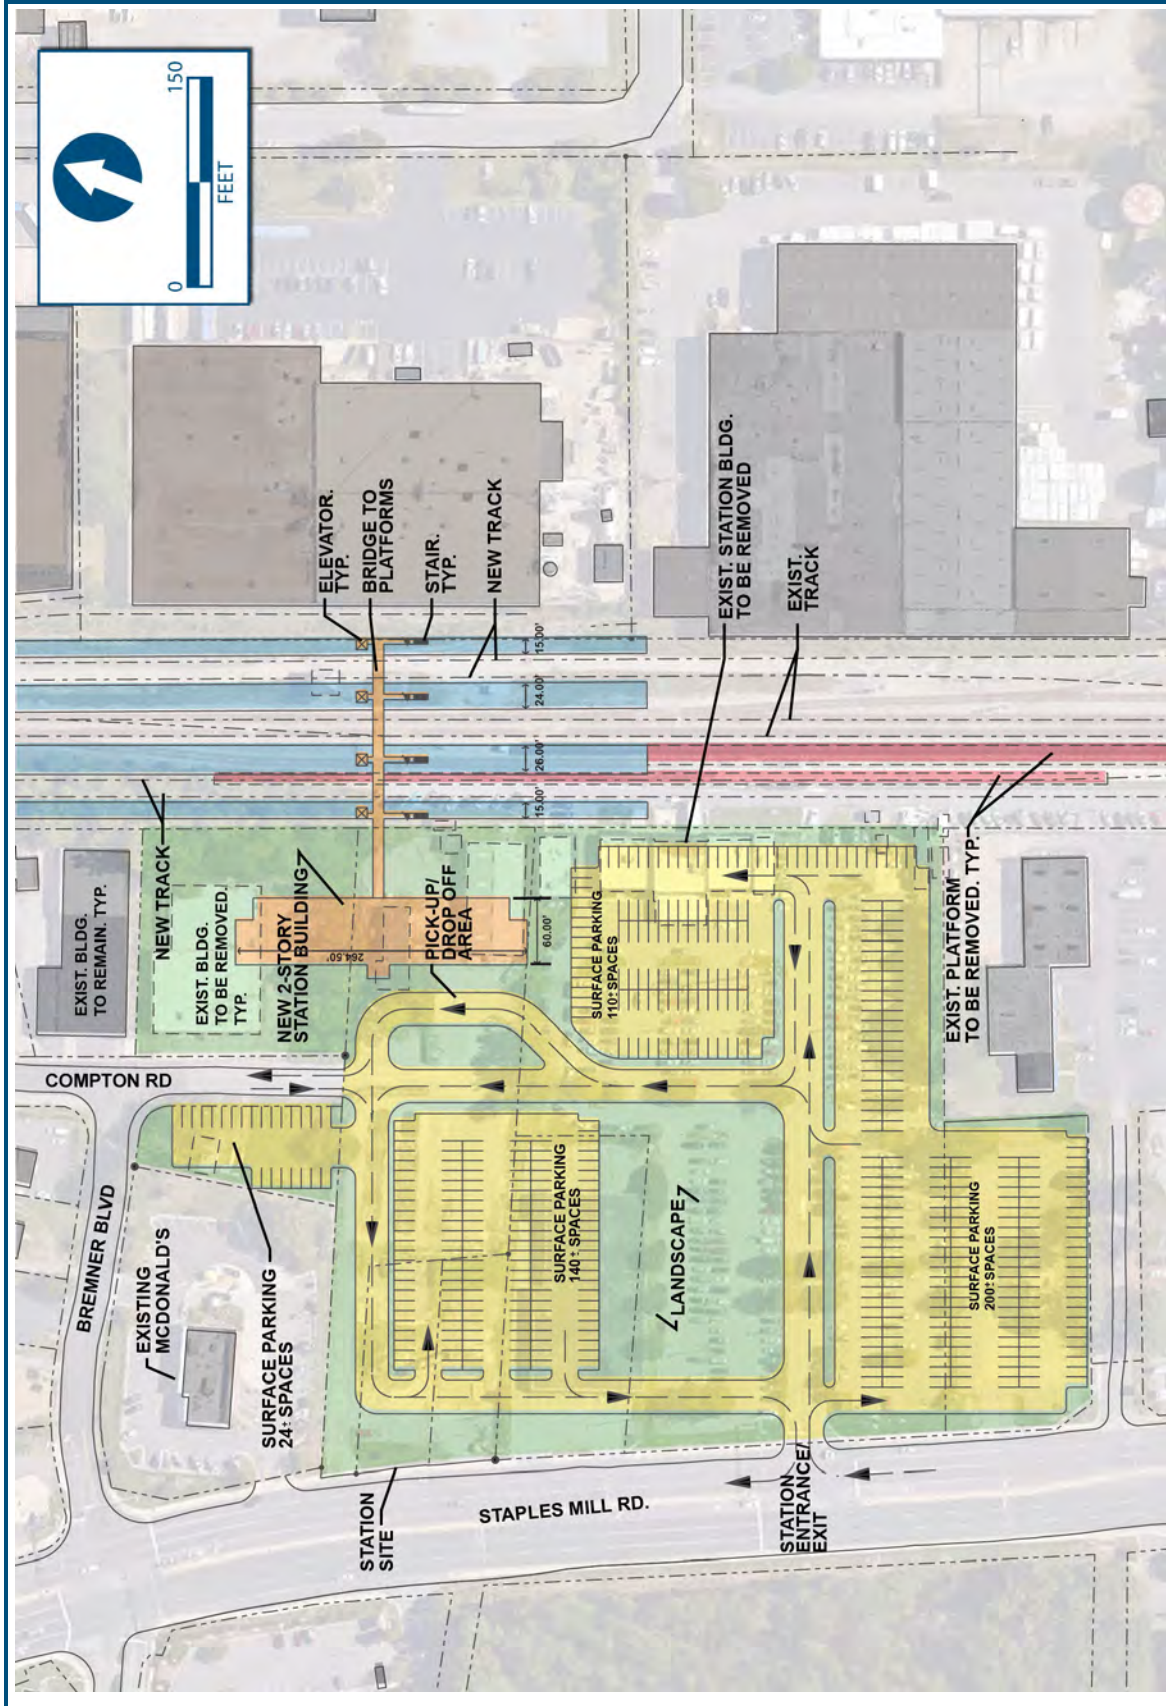 0
150
FEET
ELEVATOR.
TYP.
BRIDGE TO
PLATFORMS
STAIR.
TYP.
NEW TRACK
EXIST. STATION BLDG.
TO BE REMOVED
EXIST.
TRACK
15.00'
24.00'
26.00'
15.00'
EXIST. BLDG.
TO REMAIN. TYP.
NEW TRACK
EXIST. BLDG.
TO BE REMOVED.
TYP.
NEW 2-STORY
STATION BUILDING
264.50'
PICK-UP/
DROP OFF
AREA
60.00'
SURFACE PARKING
110± SPACES
EXIST. PLATFORM
TO BE REMOVED. TYP.
COMPTON RD
BREMNER BLVD
EXISTING
MCDONALD'S
SURFACE PARKING
24± SPACES
SURFACE PARKING
140± SPACES
LANDSCAPE
SURFACE PARKING
200± SPACES
STATION
SITE
STAPLES MILL RD.
STATION
ENTRANCE/
EXIT